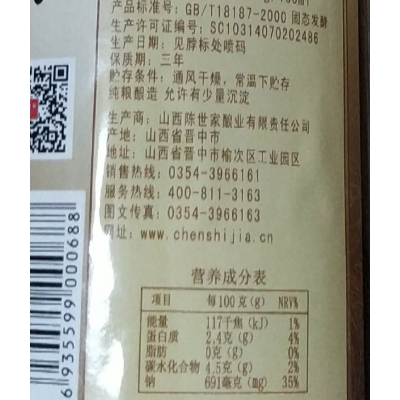 产品标准号: GB/T18187-2000 固态发酵
生产许可证编号: SC10314070202486
生产日期: 见脖标处喷码
保质期: 三年
贮存条件: 通风干燥, 常温下贮存
纯粮酿造 允许有少量沉淀
生产商: 山西陈世家酿业有限责任公司
产地: 山西省晋中市
地址: 山西省晋中市榆次区工业园区
销售热线: 0354-3966161
服务热线: 400-811-3163
图文传真: 0354-3966163
网址: www.chenshijia.cn
营养成分表
项目 每100克(g) NRV%
能量 117千焦(kJ) 1%
蛋白质 2.4克(g) 4%
脂肪 0克(g) 0%
碳水化合物 4.5克(g) 2%
钠 691毫克(mg) 35%
6935599000688